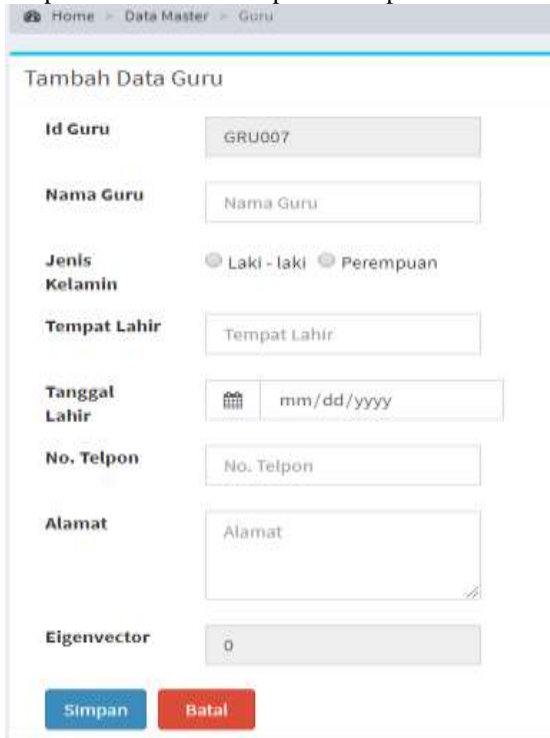 Home > Data Master > Guru
Tambah Data Guru
Id Guru
GRU007
Nama Guru
Nama Guru
Jenis
Kelamin
Laki - laki Perempuan
Tempat Lahir
Tempat Lahir
Tanggal
Lahir
mm/dd/yyyy
No. Telpon
No. Telpon
Alamat
Alamat
Eigenvector
0
Simpan Batal